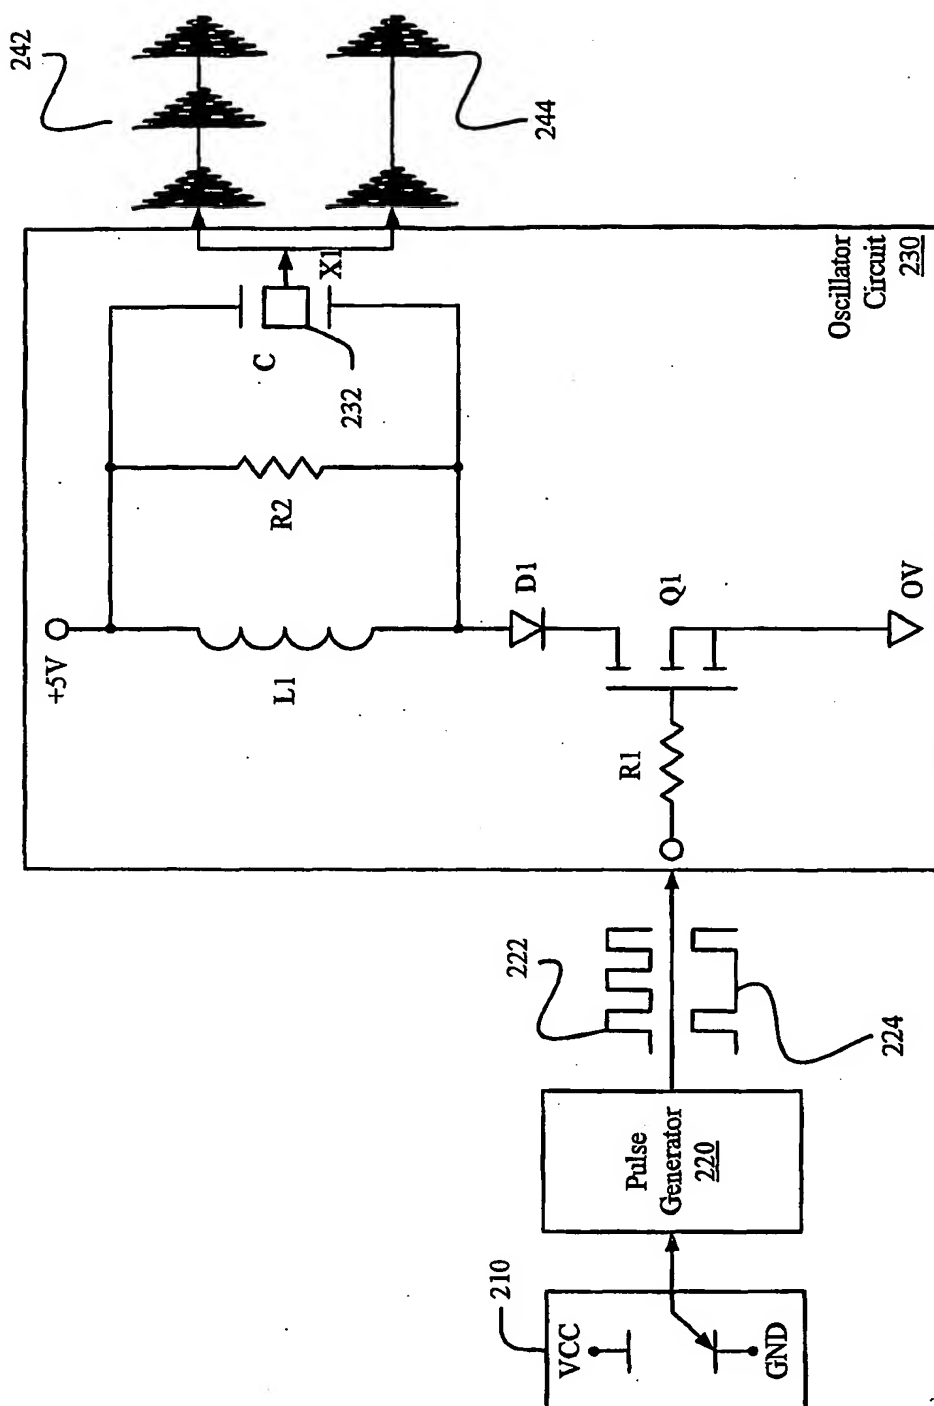 210
VCC
GND
Pulse
Generator
220
222
224
+5V
L1
R2
C
X1
232
D1
Q1
R1
OV
Oscillator
Circuit
230
242
244